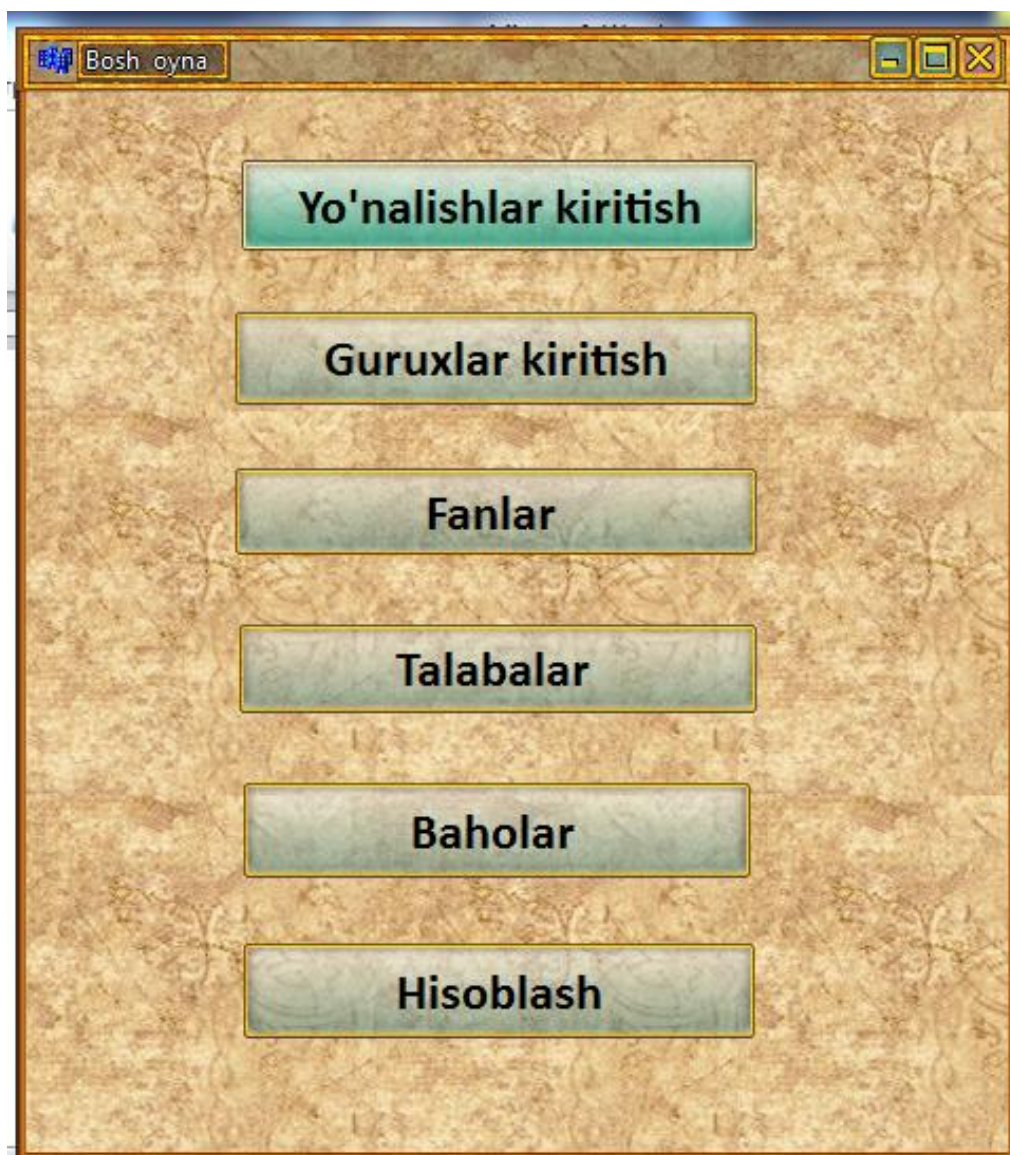 Bosh oyna
Yo'nalishlar kiritish
Guruxlar kiritish
Fanlar
Talabalar
Baholar
Hisoblash